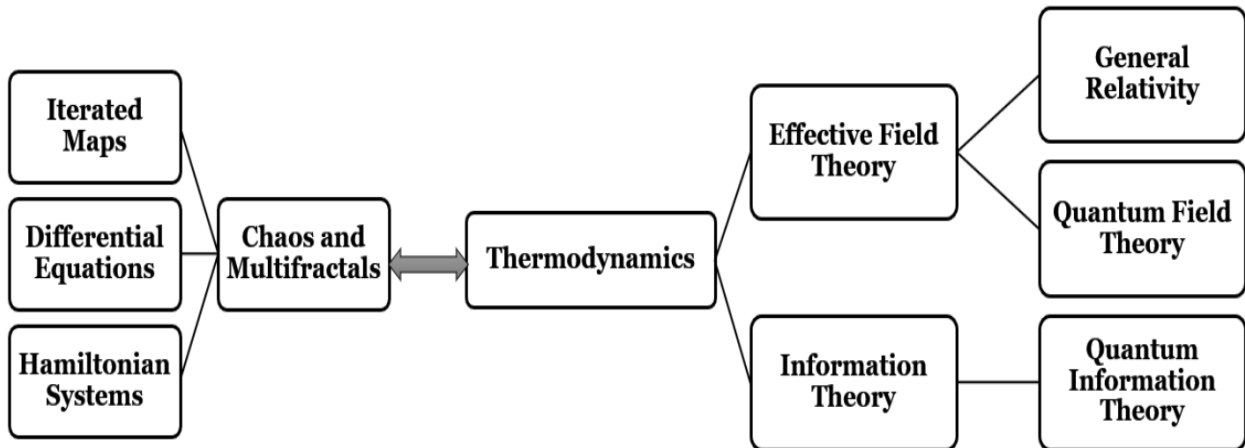 Iterated
Maps
Differential
Equations
Hamiltonian
Systems
Chaos and
Multifractals
Thermodynamics
Effective Field
Theory
Information
Theory
General
Relativity
Quantum Field
Theory
Quantum
Information
Theory